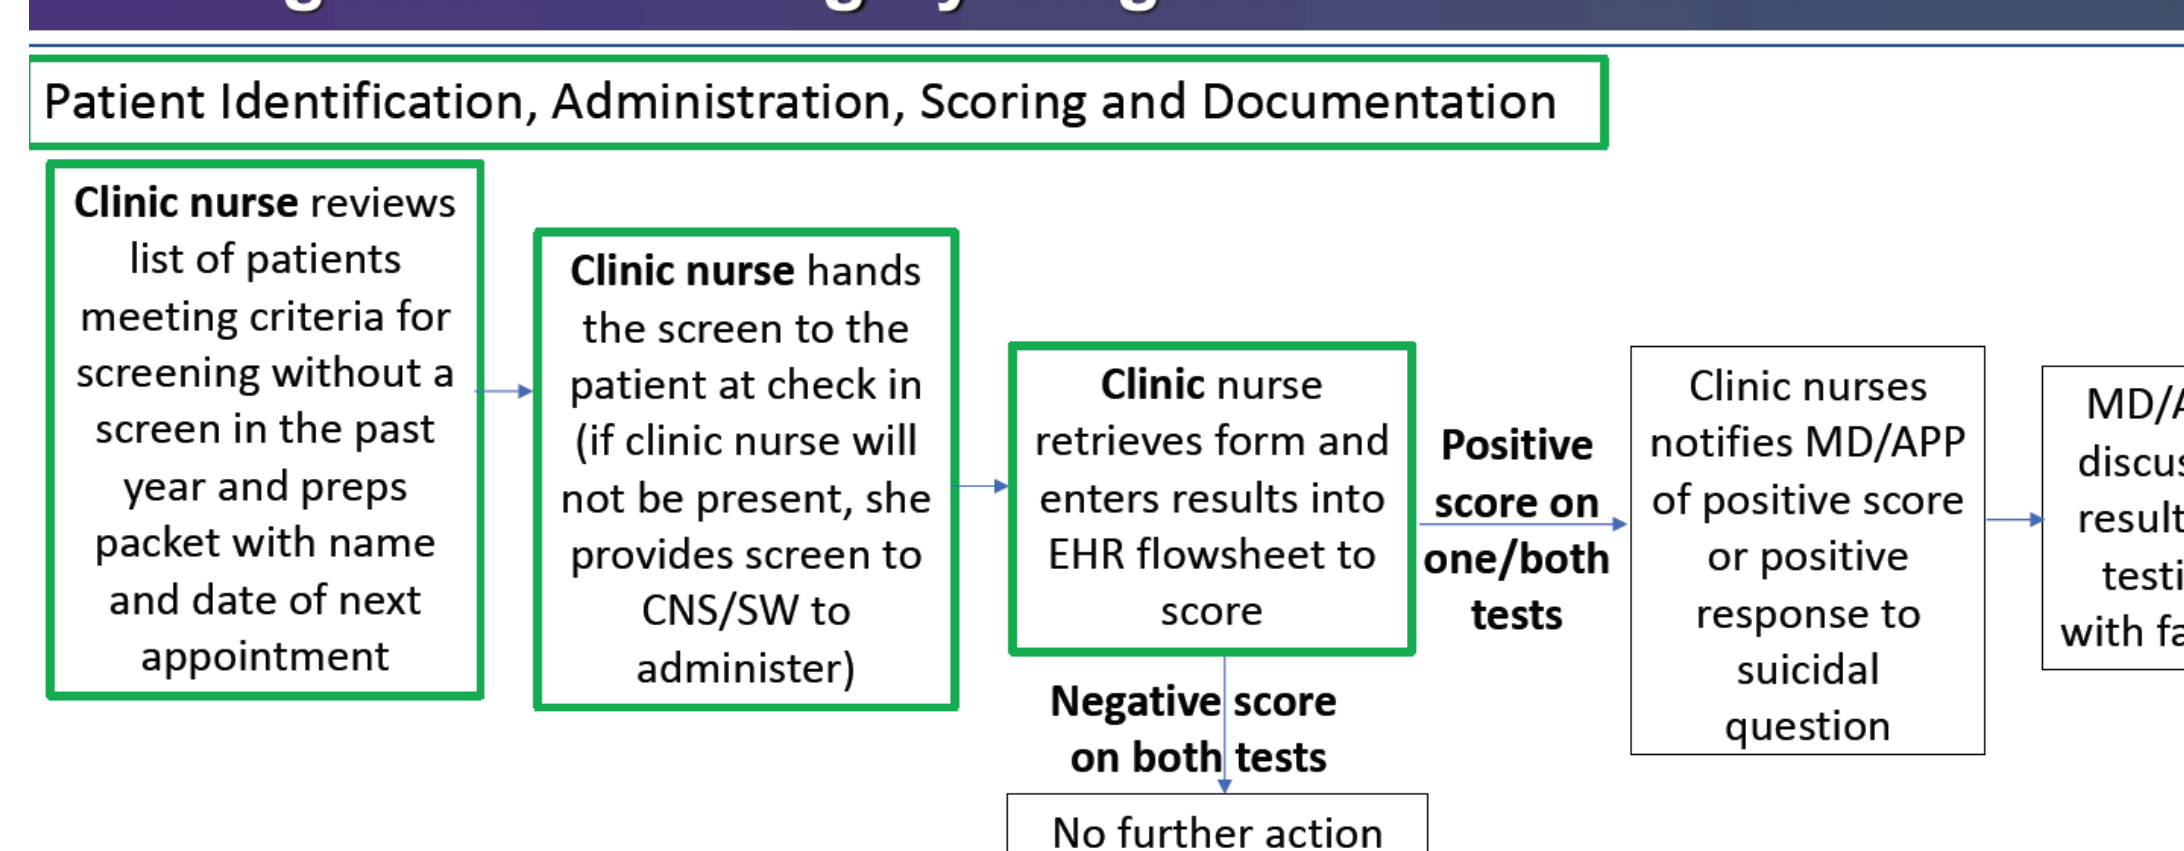 Patient Identification, Administration, Scoring and Documentation
Clinic nurse reviews
list of patients
meeting criteria for
screening without a
screen in the past
year and preps
packet with name
and date of next
appointment
Clinic nurse hands
the screen to the
patient at check in
(if clinic nurse will
not be present, she
provides screen to
CNS/SW to
administer)
Clinic nurse
retrieves form and
enters results into
EHR flowsheet to
score
Positive
score on
one/both
tests
Negative score
on both tests
No further action
Clinic nurses
notifies MD/APP
of positive score
or positive
response to
suicidal
question
MD/
with